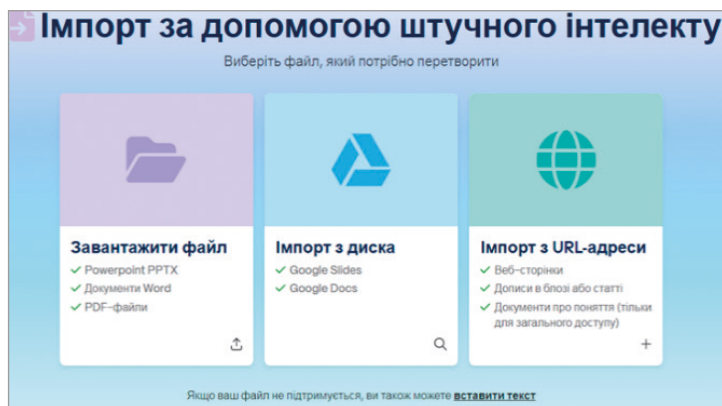 Імпорт за допомогою штучного інтелекту
Виберіть файл, який потрібно перетворити
Завантажити файл
✓ Powerpoint PPTX
✓ Документи Word
✓ PDF-файли
Імпорт з диска
✓ Google Slides
✓ Google Docs
Імпорт з URL-адреси
✓ Веб-сторінки
✓ Дописи в блозі або статті
✓ Документи про поняття (тільки
для загального доступу)
Якщо ваш файл не підтримується, ви також можете вставити текст